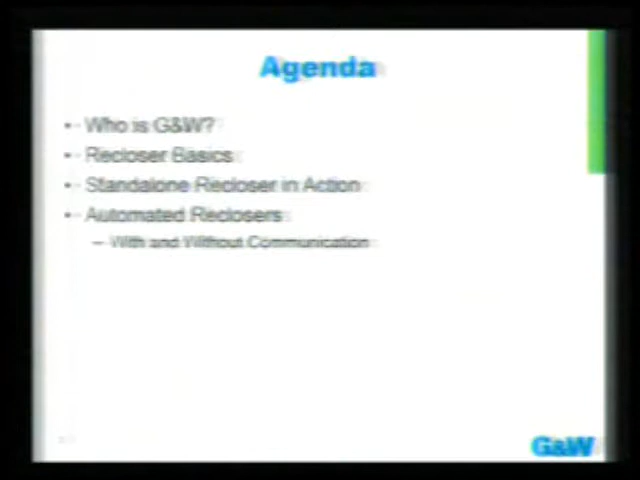 Agenda
• Who is G&W?
• Recloser Basics
• Standalone Recloser in Action
• Automated Reclosers
– With and Without Communication
G&W